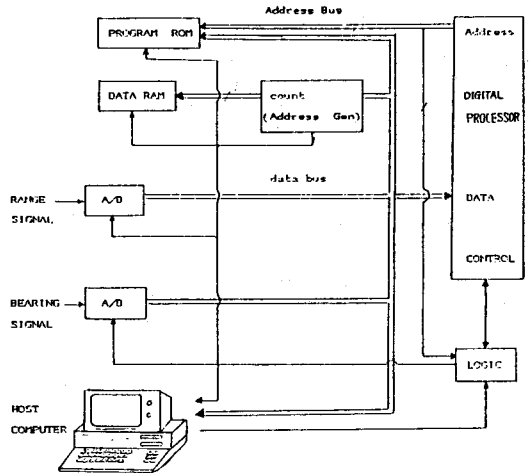 Address Bus
PROGRAM ROM
Address
DATA RAM
count
(Address Gen)
DIGITAL
PROCESSOR
data bus
RANGE
SIGNAL
A/D
DATA
CONTROL
BEARING
SIGNAL
A/D
LOGIC
HOST
COMPUTER